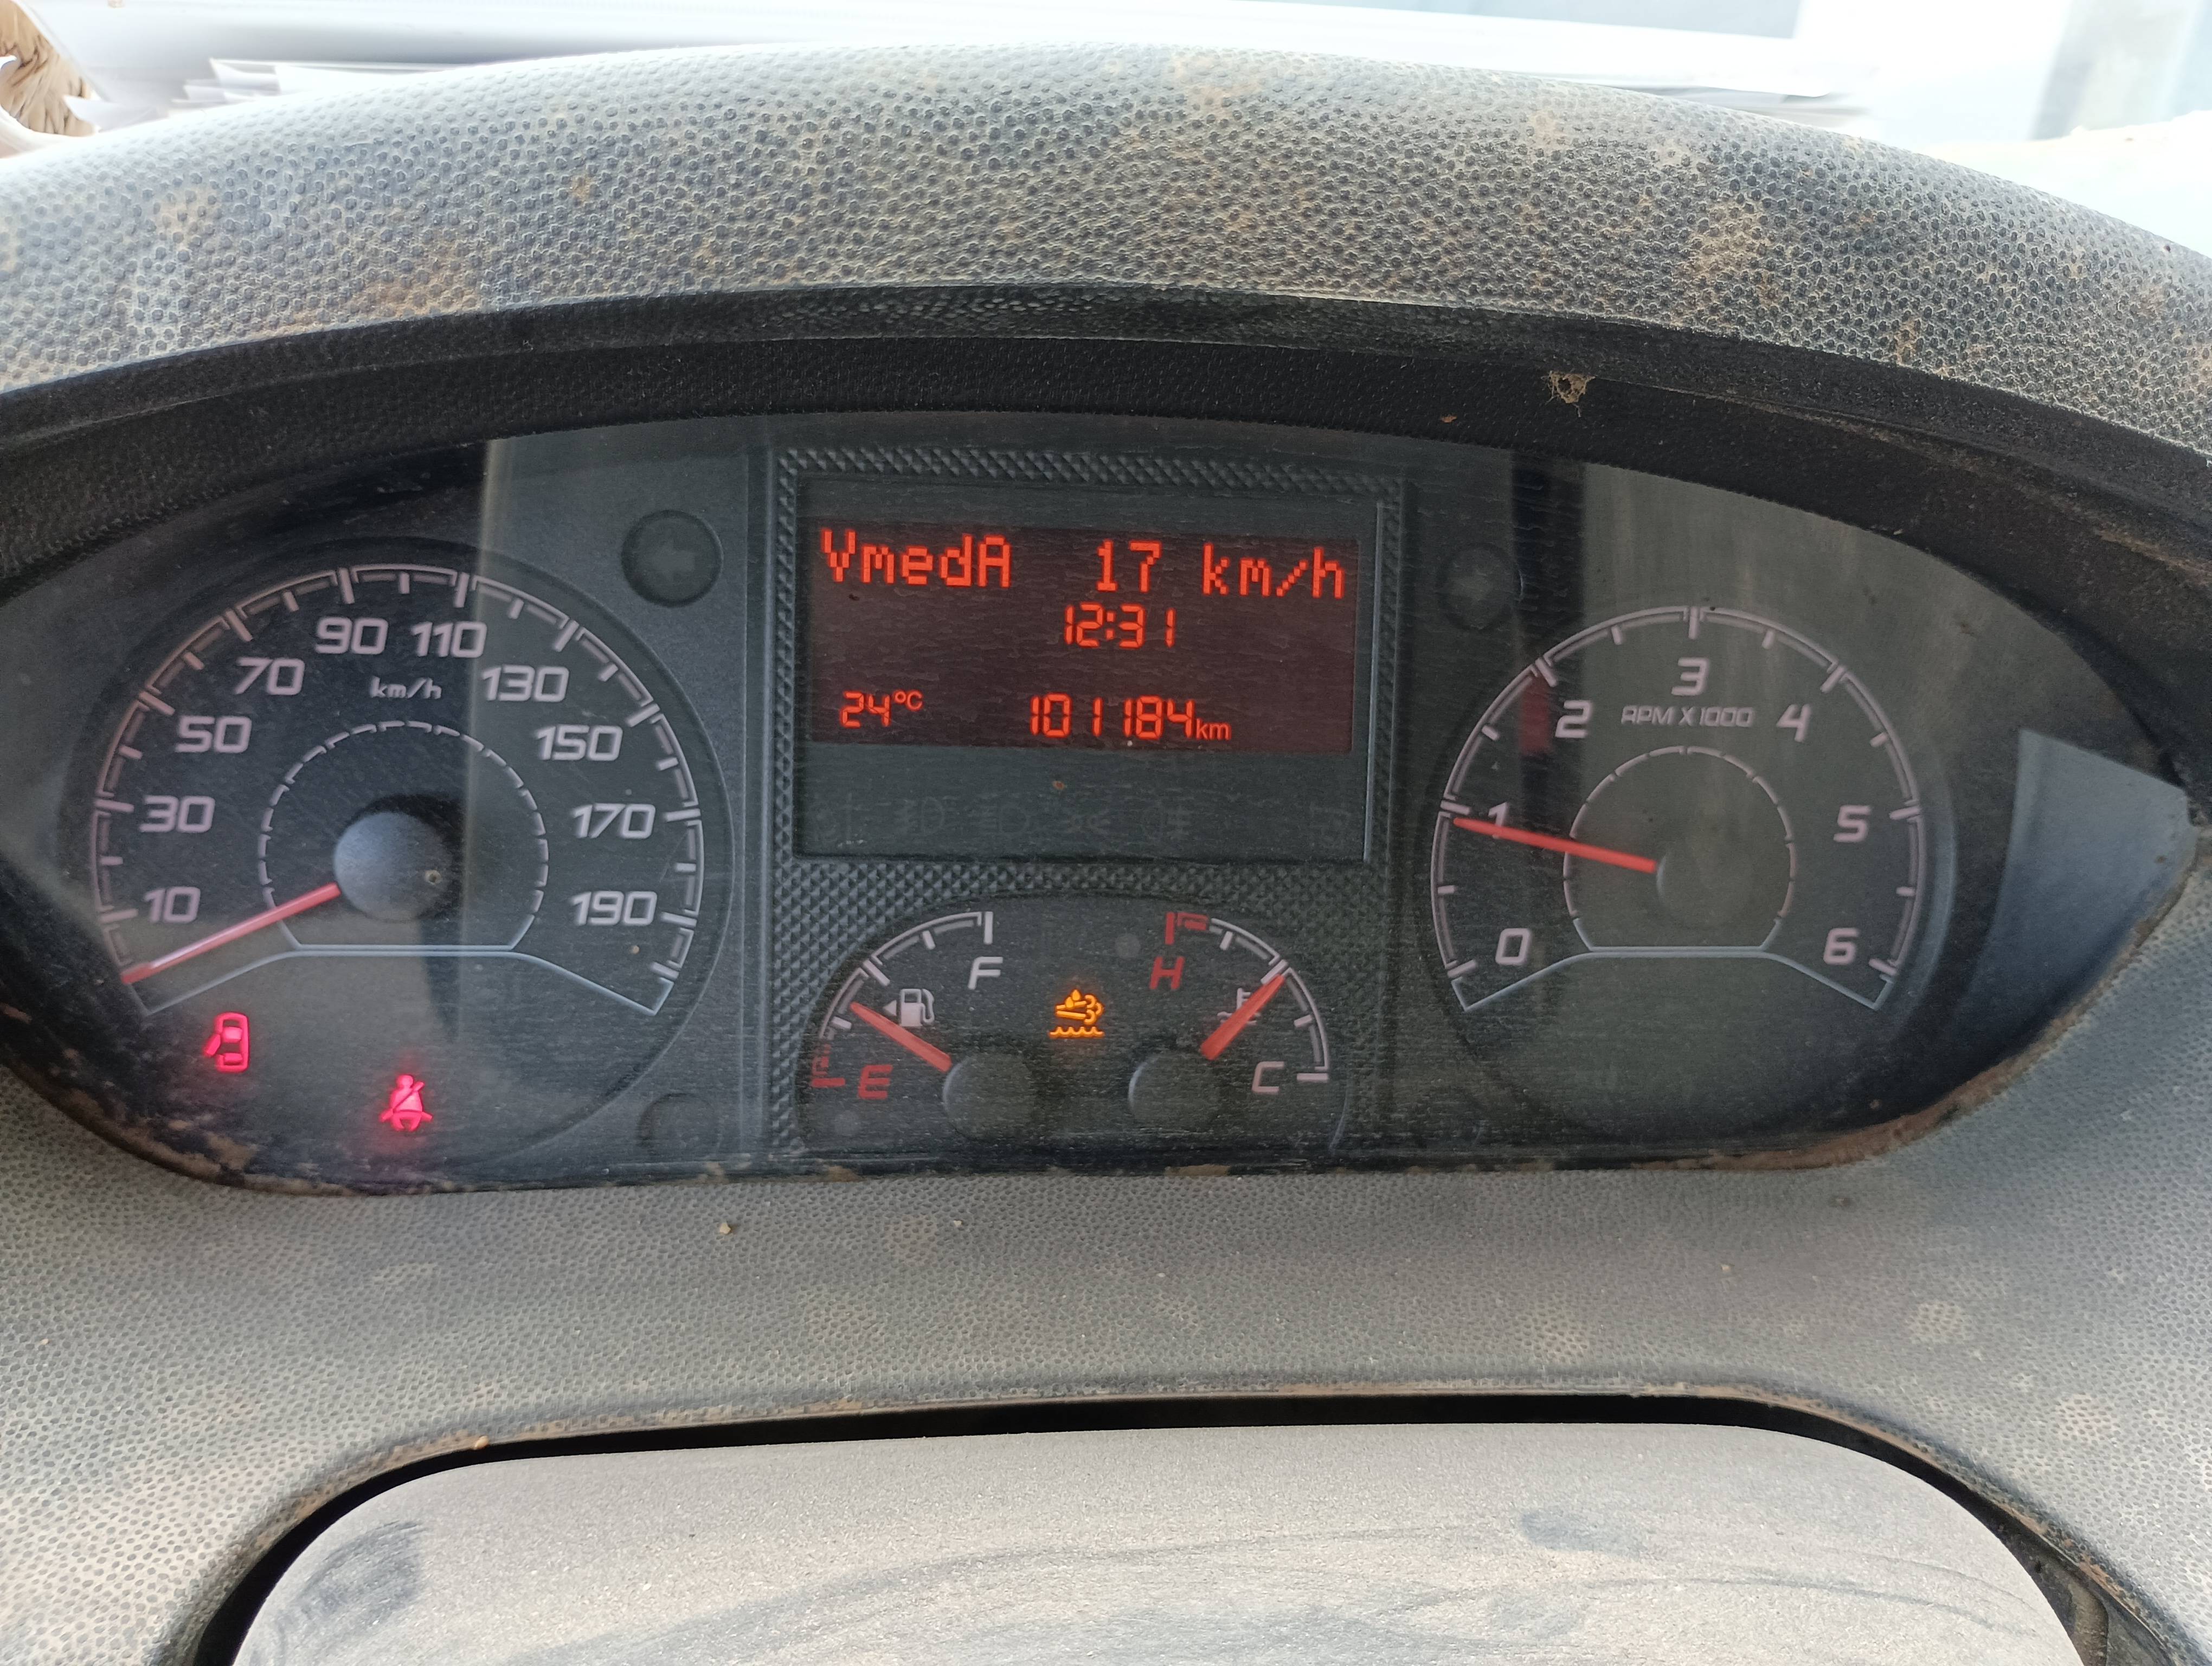 VmedA 17 km/h
12:31
24°C 101184km
10 30 50 70 90 110 130 150 170 190
km/h
E F
H C
0 1 2 3 4 5 6
RPM X 1000